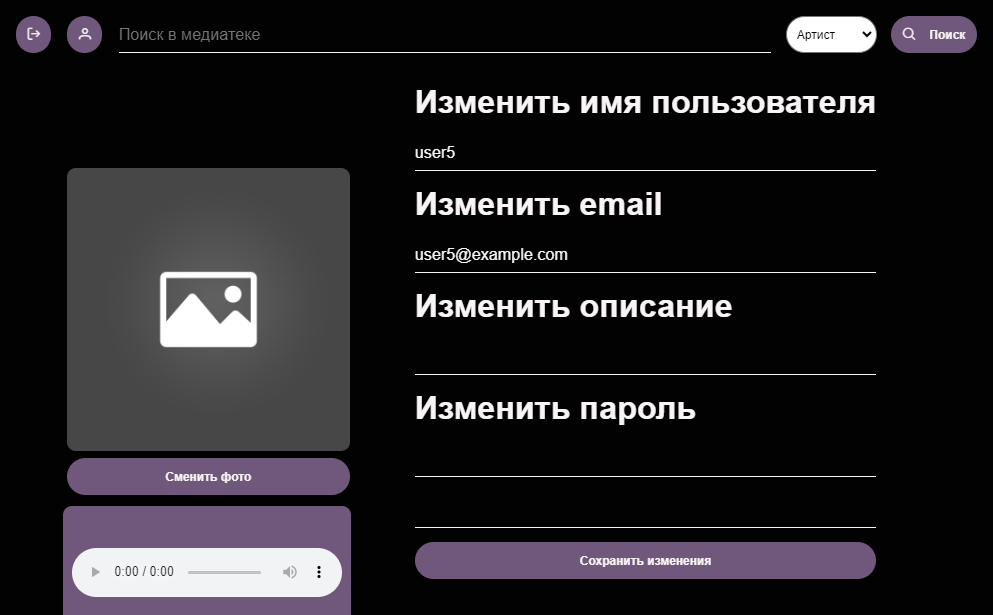 Поиск в медиатеке
Артист
Поиск
Изменить имя пользователя
user5
Изменить email
user5@example.com
Изменить описание
Изменить пароль
Сменить фото
0:00 / 0:00
Сохранить изменения